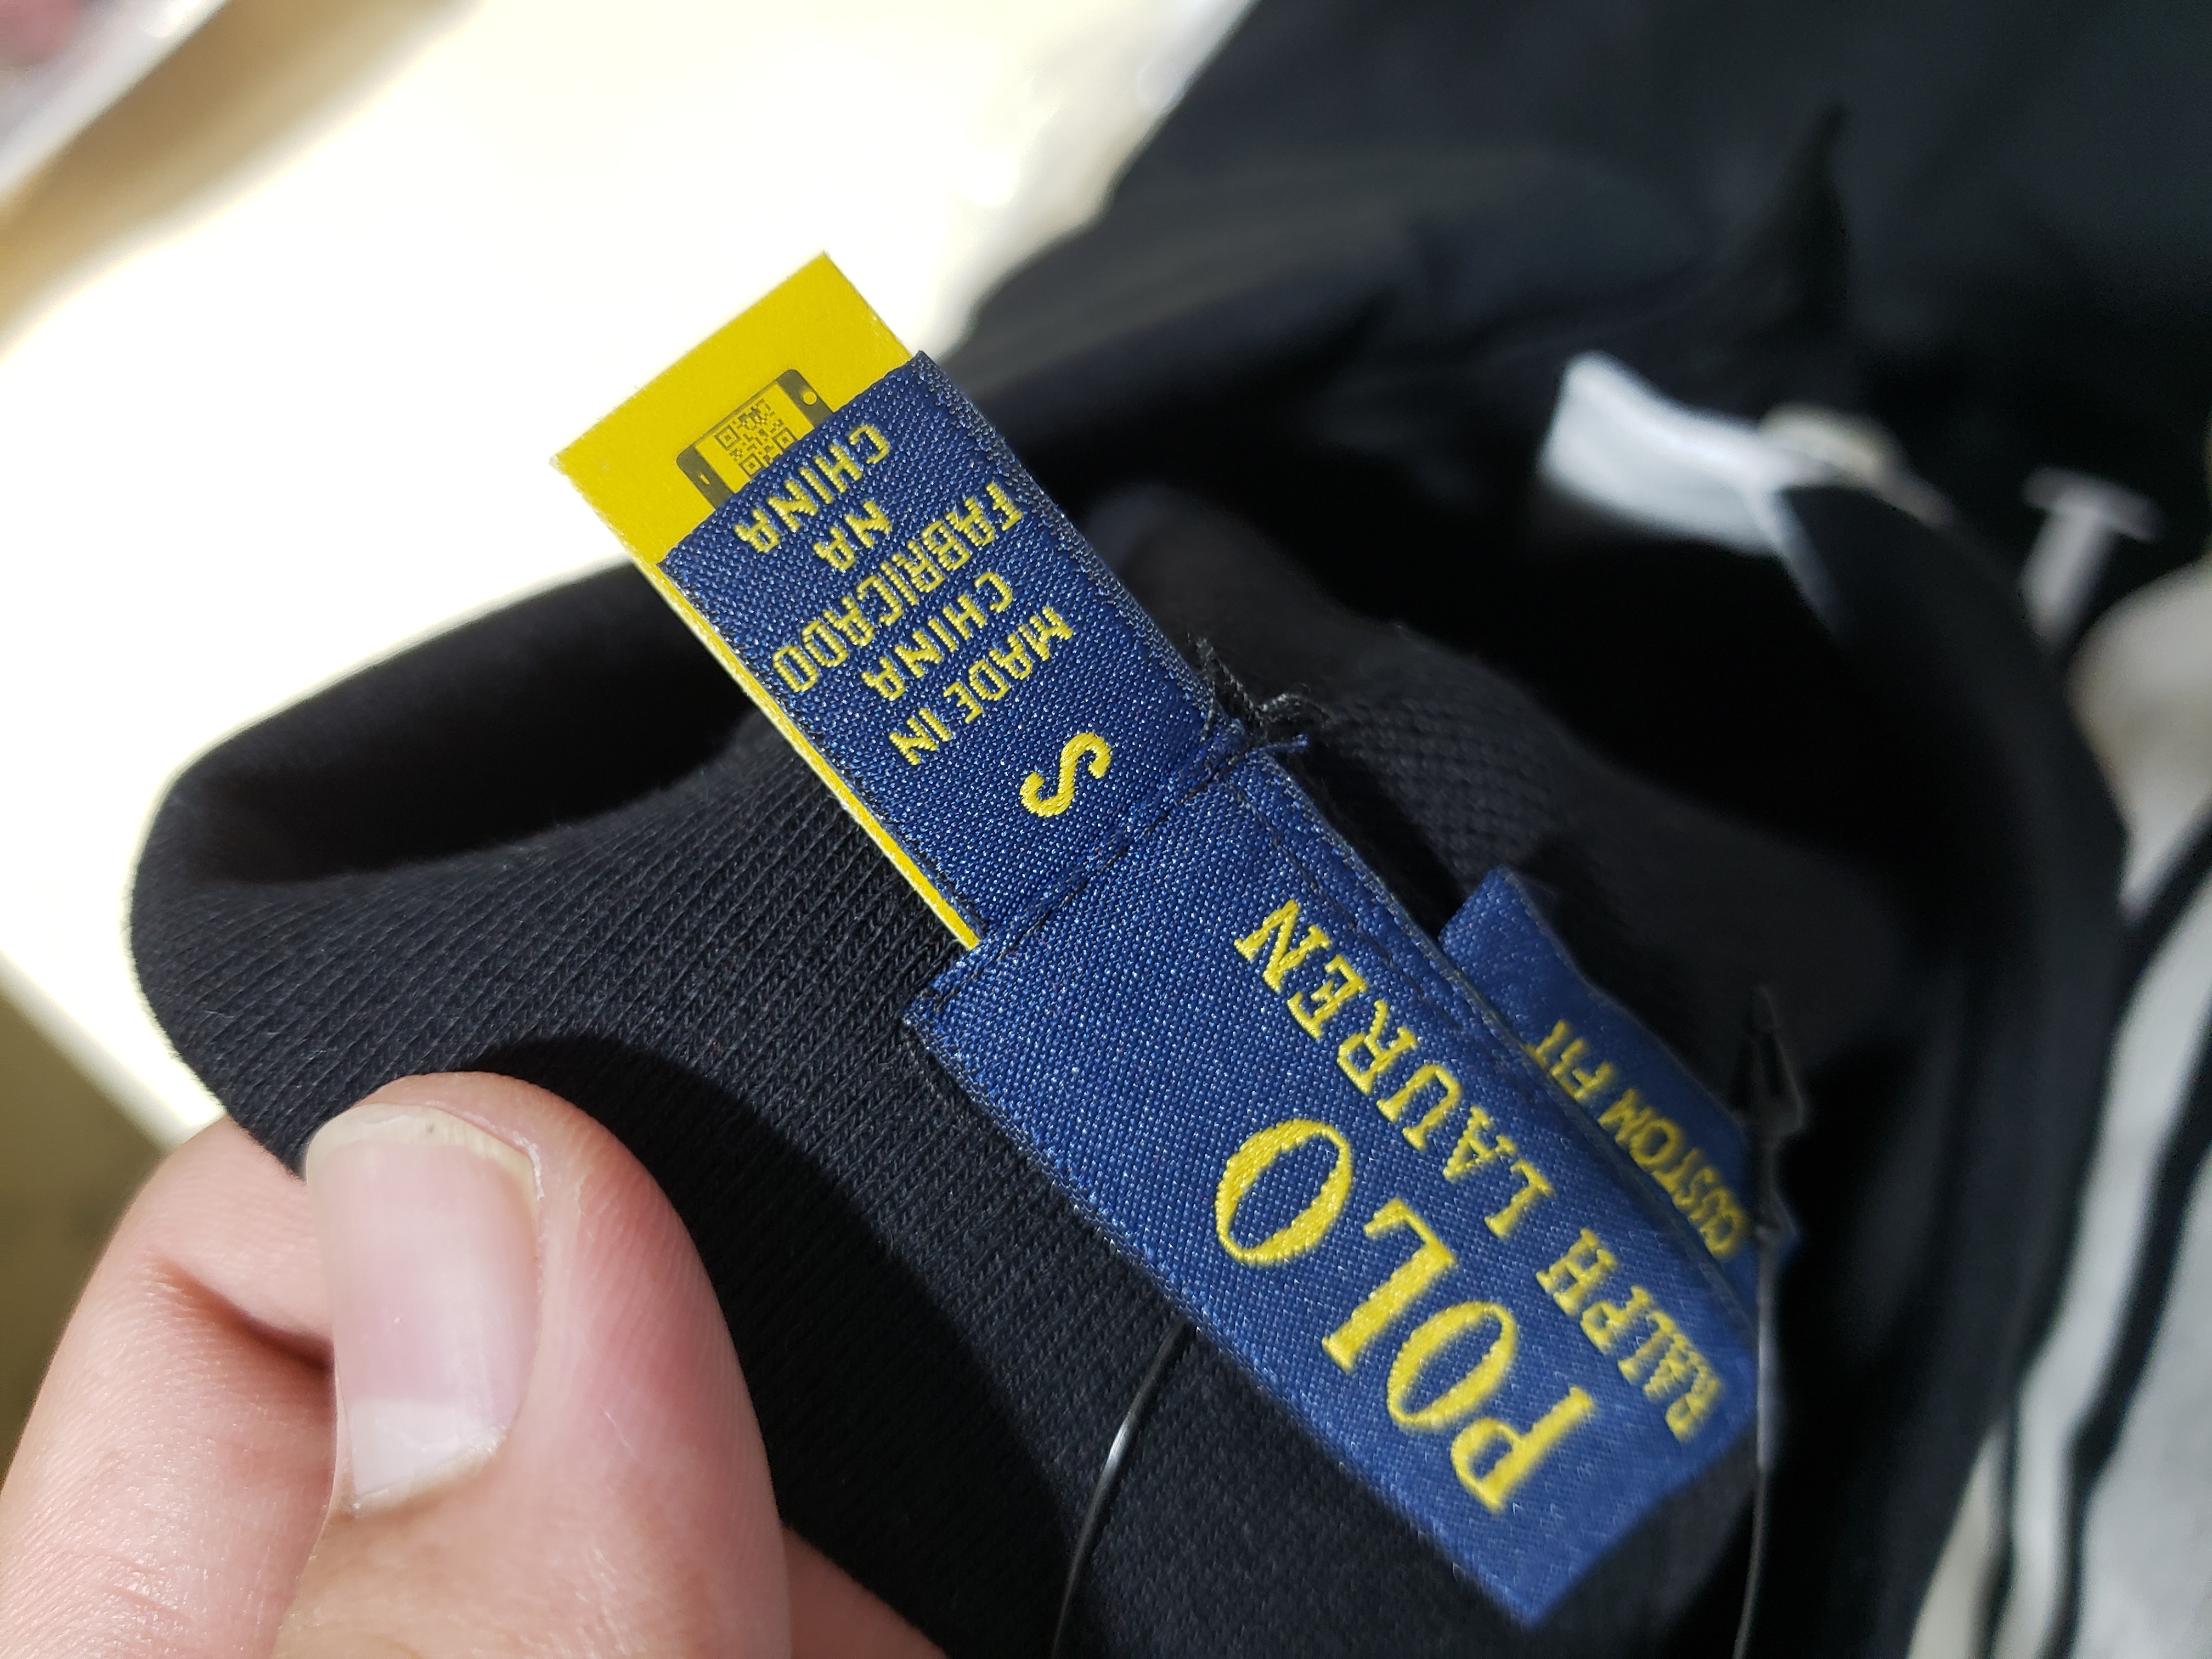 POLO
RALPH LAUREN
CUSTOM FIT
S
MADE IN
CHINA
FABRICADO
NA
CHINA